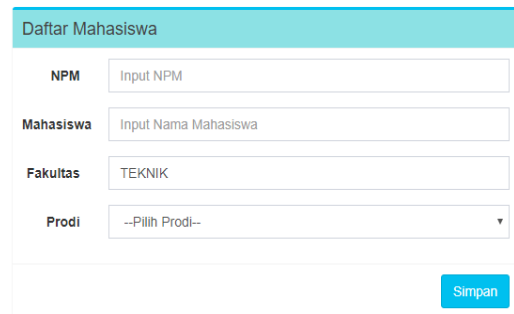 Daftar Mahasiswa
NPM Input NPM
Mahasiswa Input Nama Mahasiswa
Fakultas TEKNIK
Prodi --Pilih Prodi--
Simpan